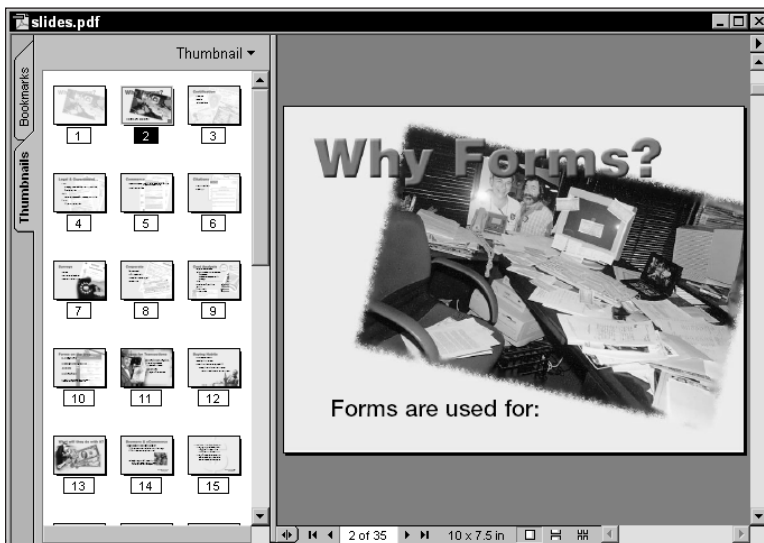 slides.pdf
Thumbnail
Bookmarks
Thumbnails
1
2
3
4
5
6
7
8
9
10
11
12
13
14
15
Why Forms?
Forms are used for:
2 of 35
10 x 7.5 in